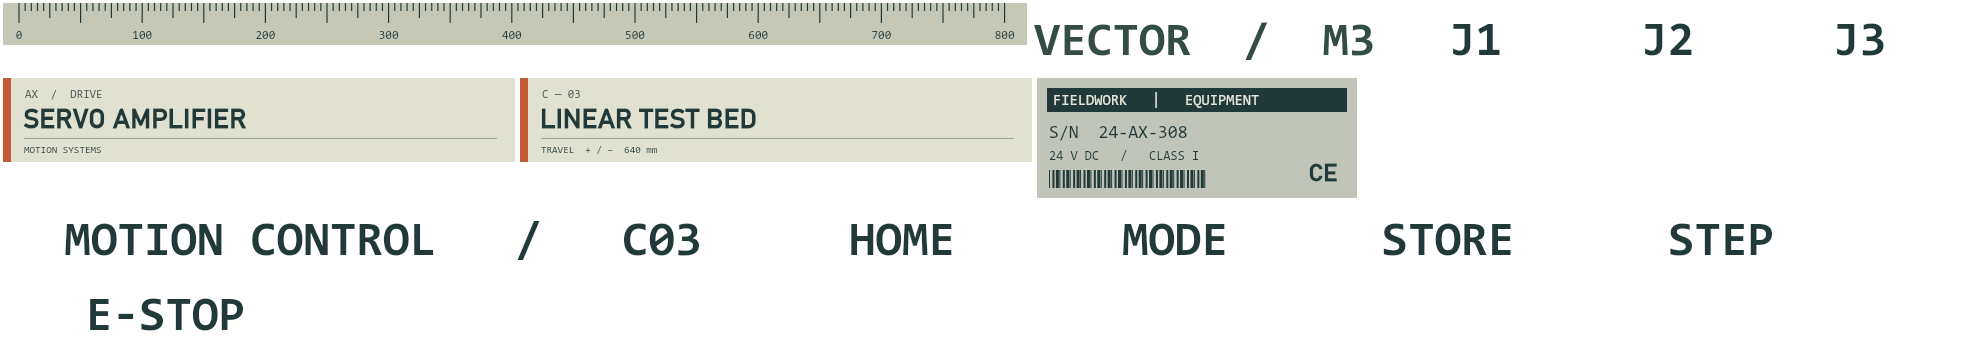 0 100 200 300 400 500 600 700 800
VECTOR / M3 J1 J2 J3
AX / DRIVE
SERVO AMPLIFIER
MOTION SYSTEMS
C — 03
LINEAR TEST BED
TRAVEL + / − 640 mm
FIELDWORK | EQUIPMENT
S/N 24-AX-308
24 V DC / CLASS I
CE
MOTION CONTROL / C03 HOME MODE STORE STEP
E-STOP